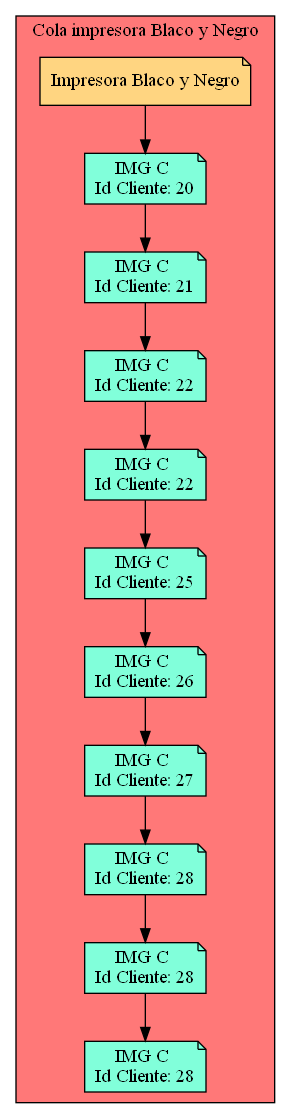 Cola impresora Blaco y Negro
Impresora Blaco y Negro
IMG C
Id Cliente: 20
IMG C
Id Cliente: 21
IMG C
Id Cliente: 22
IMG C
Id Cliente: 22
IMG C
Id Cliente: 25
IMG C
Id Cliente: 26
IMG C
Id Cliente: 27
IMG C
Id Cliente: 28
IMG C
Id Cliente: 28
IMG C
Id Cliente: 28